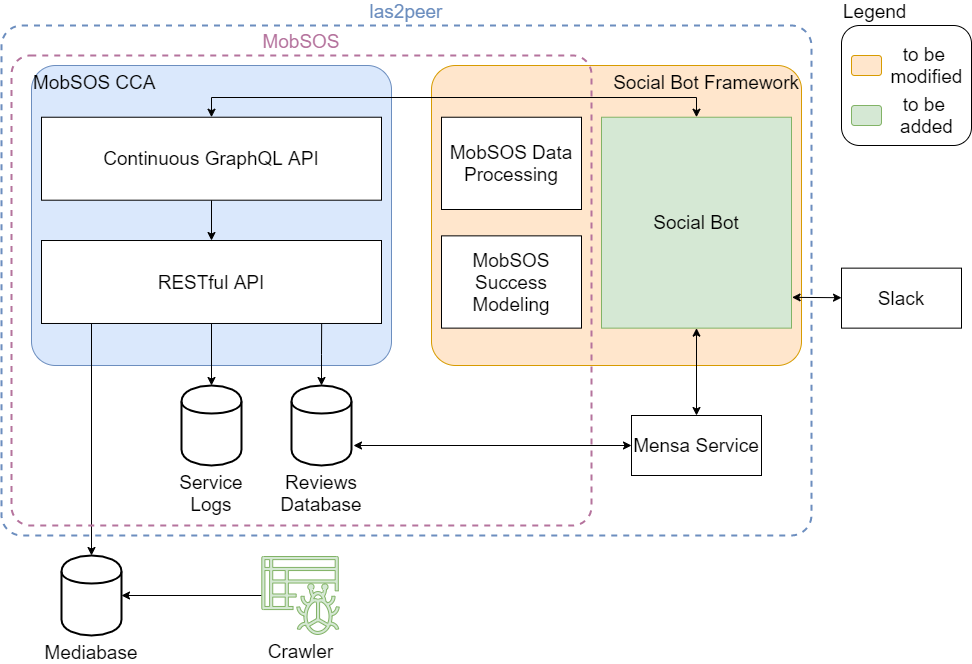 las2peer
Legend
MobSOS
to be
modified
to be
added
MobSOS CCA
Social Bot Framework
Continuous GraphQL API
MobSOS Data
Processing
Social Bot
RESTful API
MobSOS
Success
Modeling
Slack
Mensa Service
Service
Logs
Reviews
Database
Mediabase
Crawler